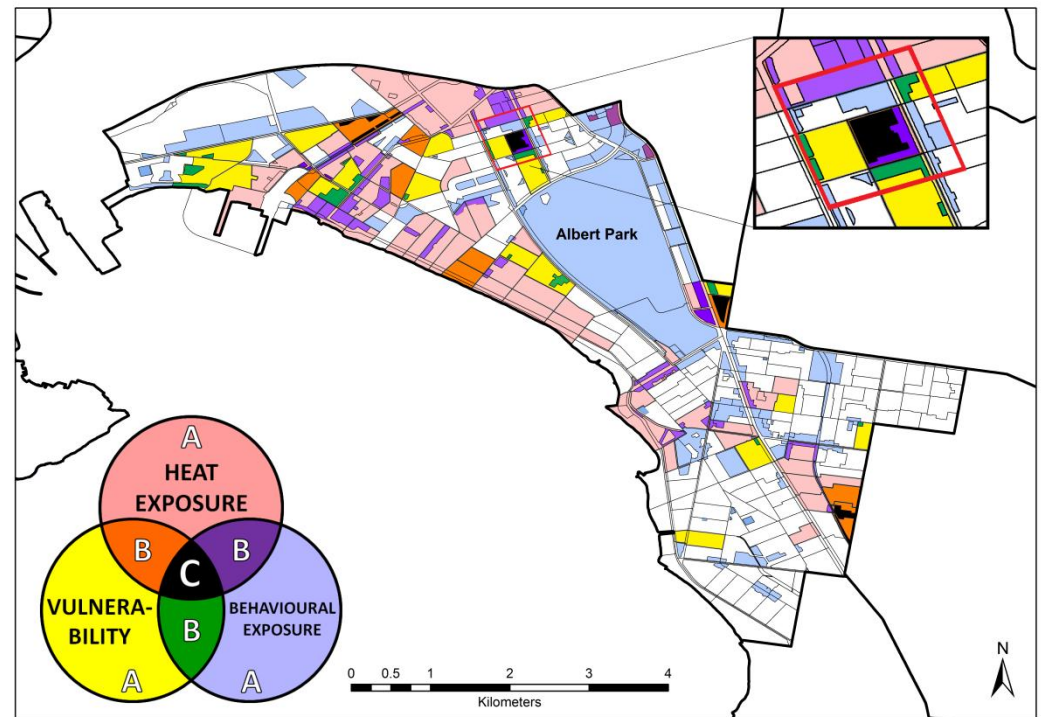 Albert Park
A
HEAT
EXPOSURE
B
B
C
VULNERA-
BILITY
BEHAVIOURAL
EXPOSURE
B
A
A
0 0.5 1 2 3 4
Kilometers
N